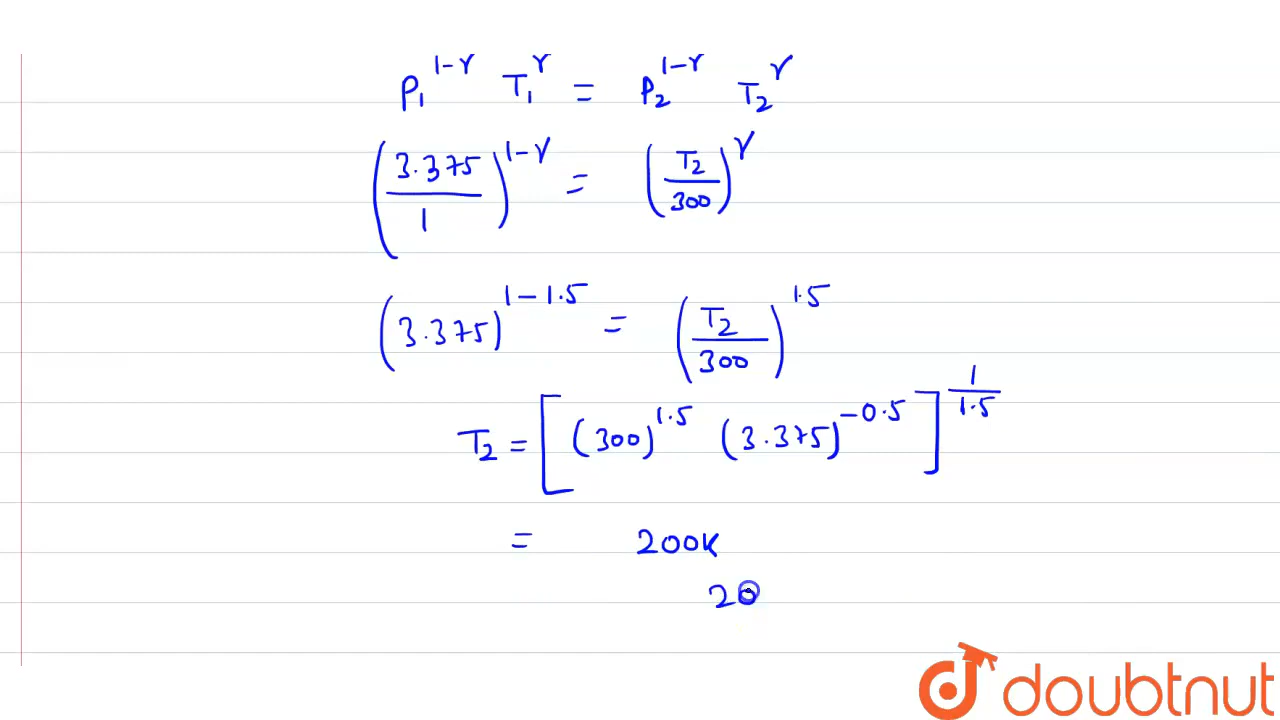 P₁^(1-γ) T₁^γ = P₂^(1-γ) T₂^γ
(3.375/1)^(1-γ) = (T₂/300)^γ
(3.375)^(1-1.5) = (T₂/300)^1.5
T₂ = [(300)^1.5 (3.375)^-0.5]^(1/1.5)
= 200K
20
doubtnut